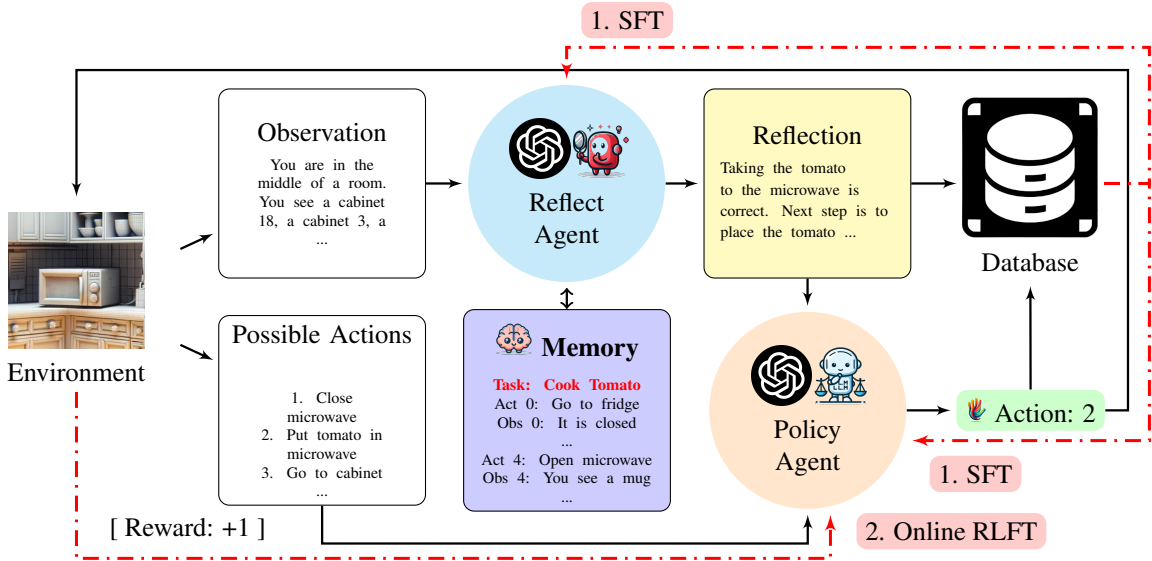 1. SFT
Observation
You are in the
middle of a room.
You see a cabinet
18, a cabinet 3, a
...
Reflect
Agent
Reflection
Taking the tomato
to the microwave is
correct. Next step is to
place the tomato ...
Database
Environment
Possible Actions
1. Close
microwave
2. Put tomato in
microwave
3. Go to cabinet
...
Memory
Task: Cook Tomato
Act 0: Go to fridge
Obs 0: It is closed
...
Act 4: Open microwave
Obs 4: You see a mug
...
Policy
Agent
Action: 2
1. SFT
[ Reward: +1 ]
2. Online RLFT